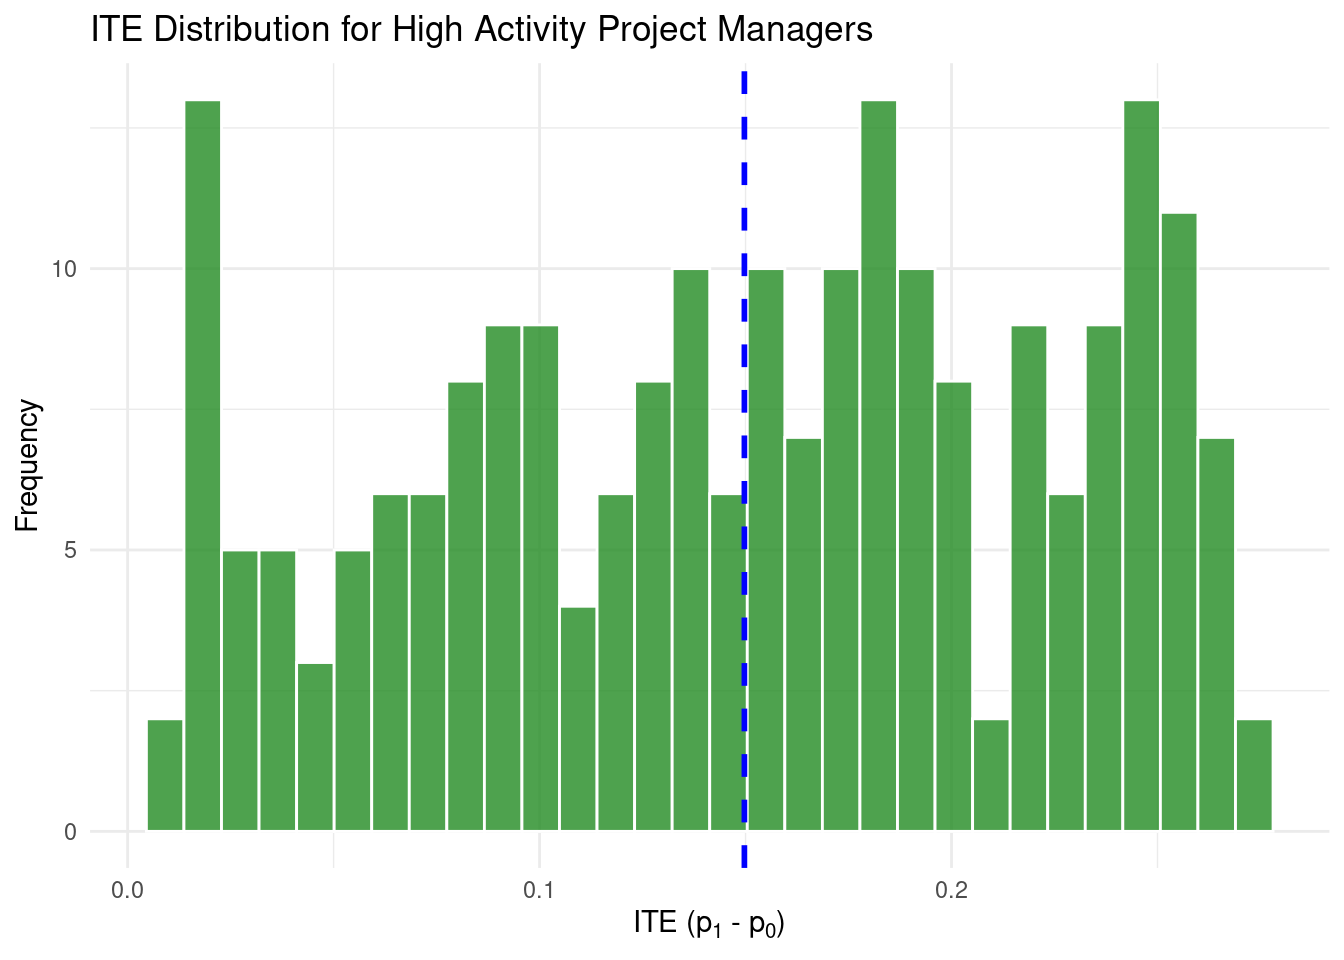 ITE Distribution for High Activity Project Managers
10
5
0
Frequency
0.0
0.1
0.2
ITE (p₁ - p₀)